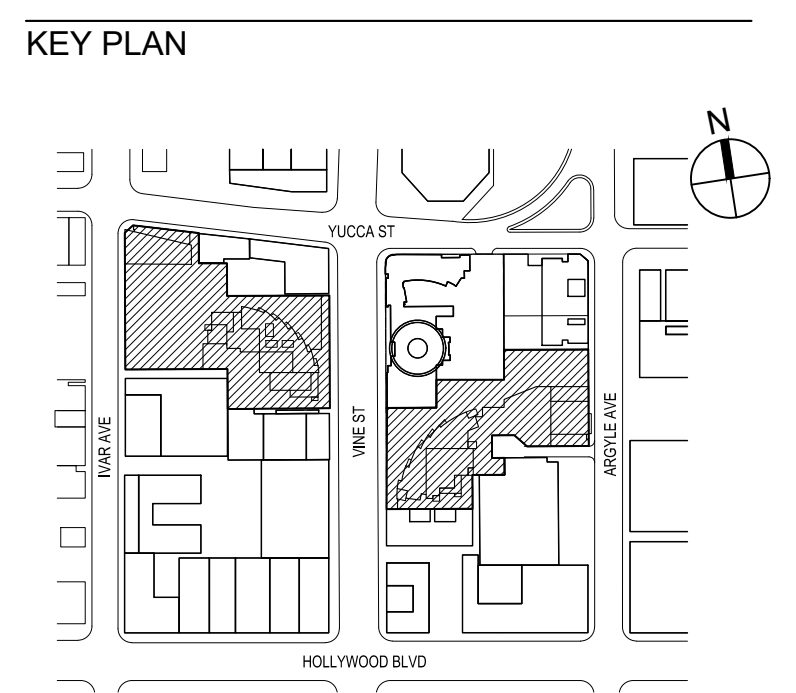 KEY PLAN
N
YUCCA ST
IVAR AVE
VINE ST
ARGYLE AVE
HOLLYWOOD BLVD